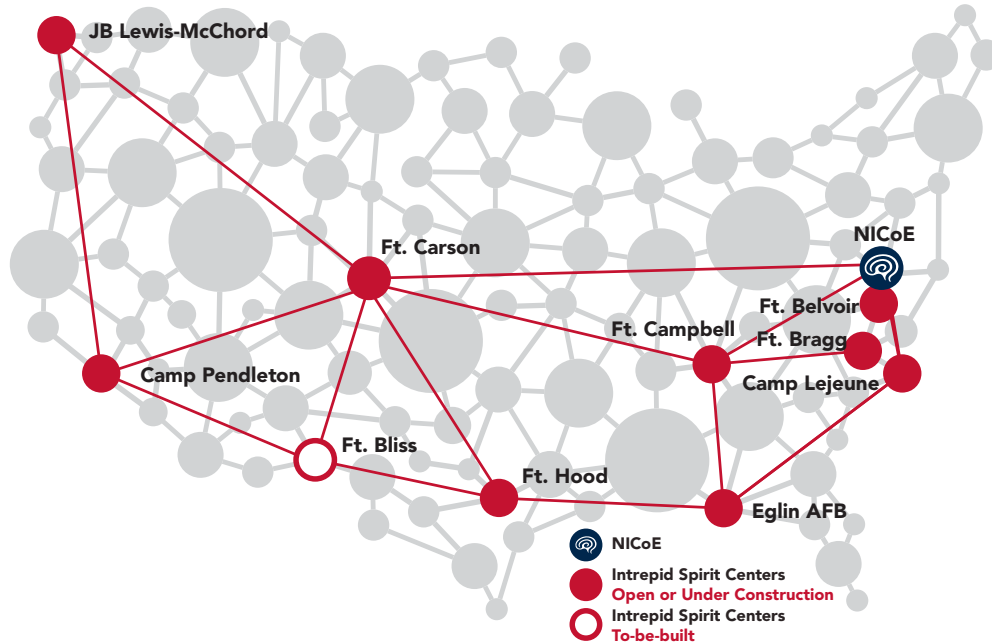 JB Lewis-McChord
NICoE
Ft. Carson
Ft. Belvoir
Ft. Campbell
Ft. Bragg
Camp Pendleton
Camp Lejeune
Ft. Bliss
Ft. Hood
Eglin AFB
NICoE
Intrepid Spirit Centers
Open or Under Construction
Intrepid Spirit Centers
To-be-built